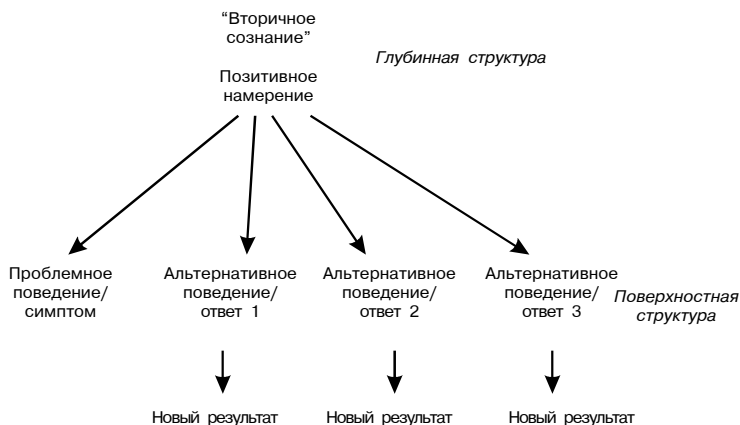 “Вторичное
сознание”
Глубинная структура
Позитивное
намерение
Проблемное
поведение/
симптом
Альтернативное
поведение/
ответ 1
Альтернативное
поведение/
ответ 2
Альтернативное
поведение/
ответ 3
Поверхностная
структура
Новый результат
Новый результат
Новый результат